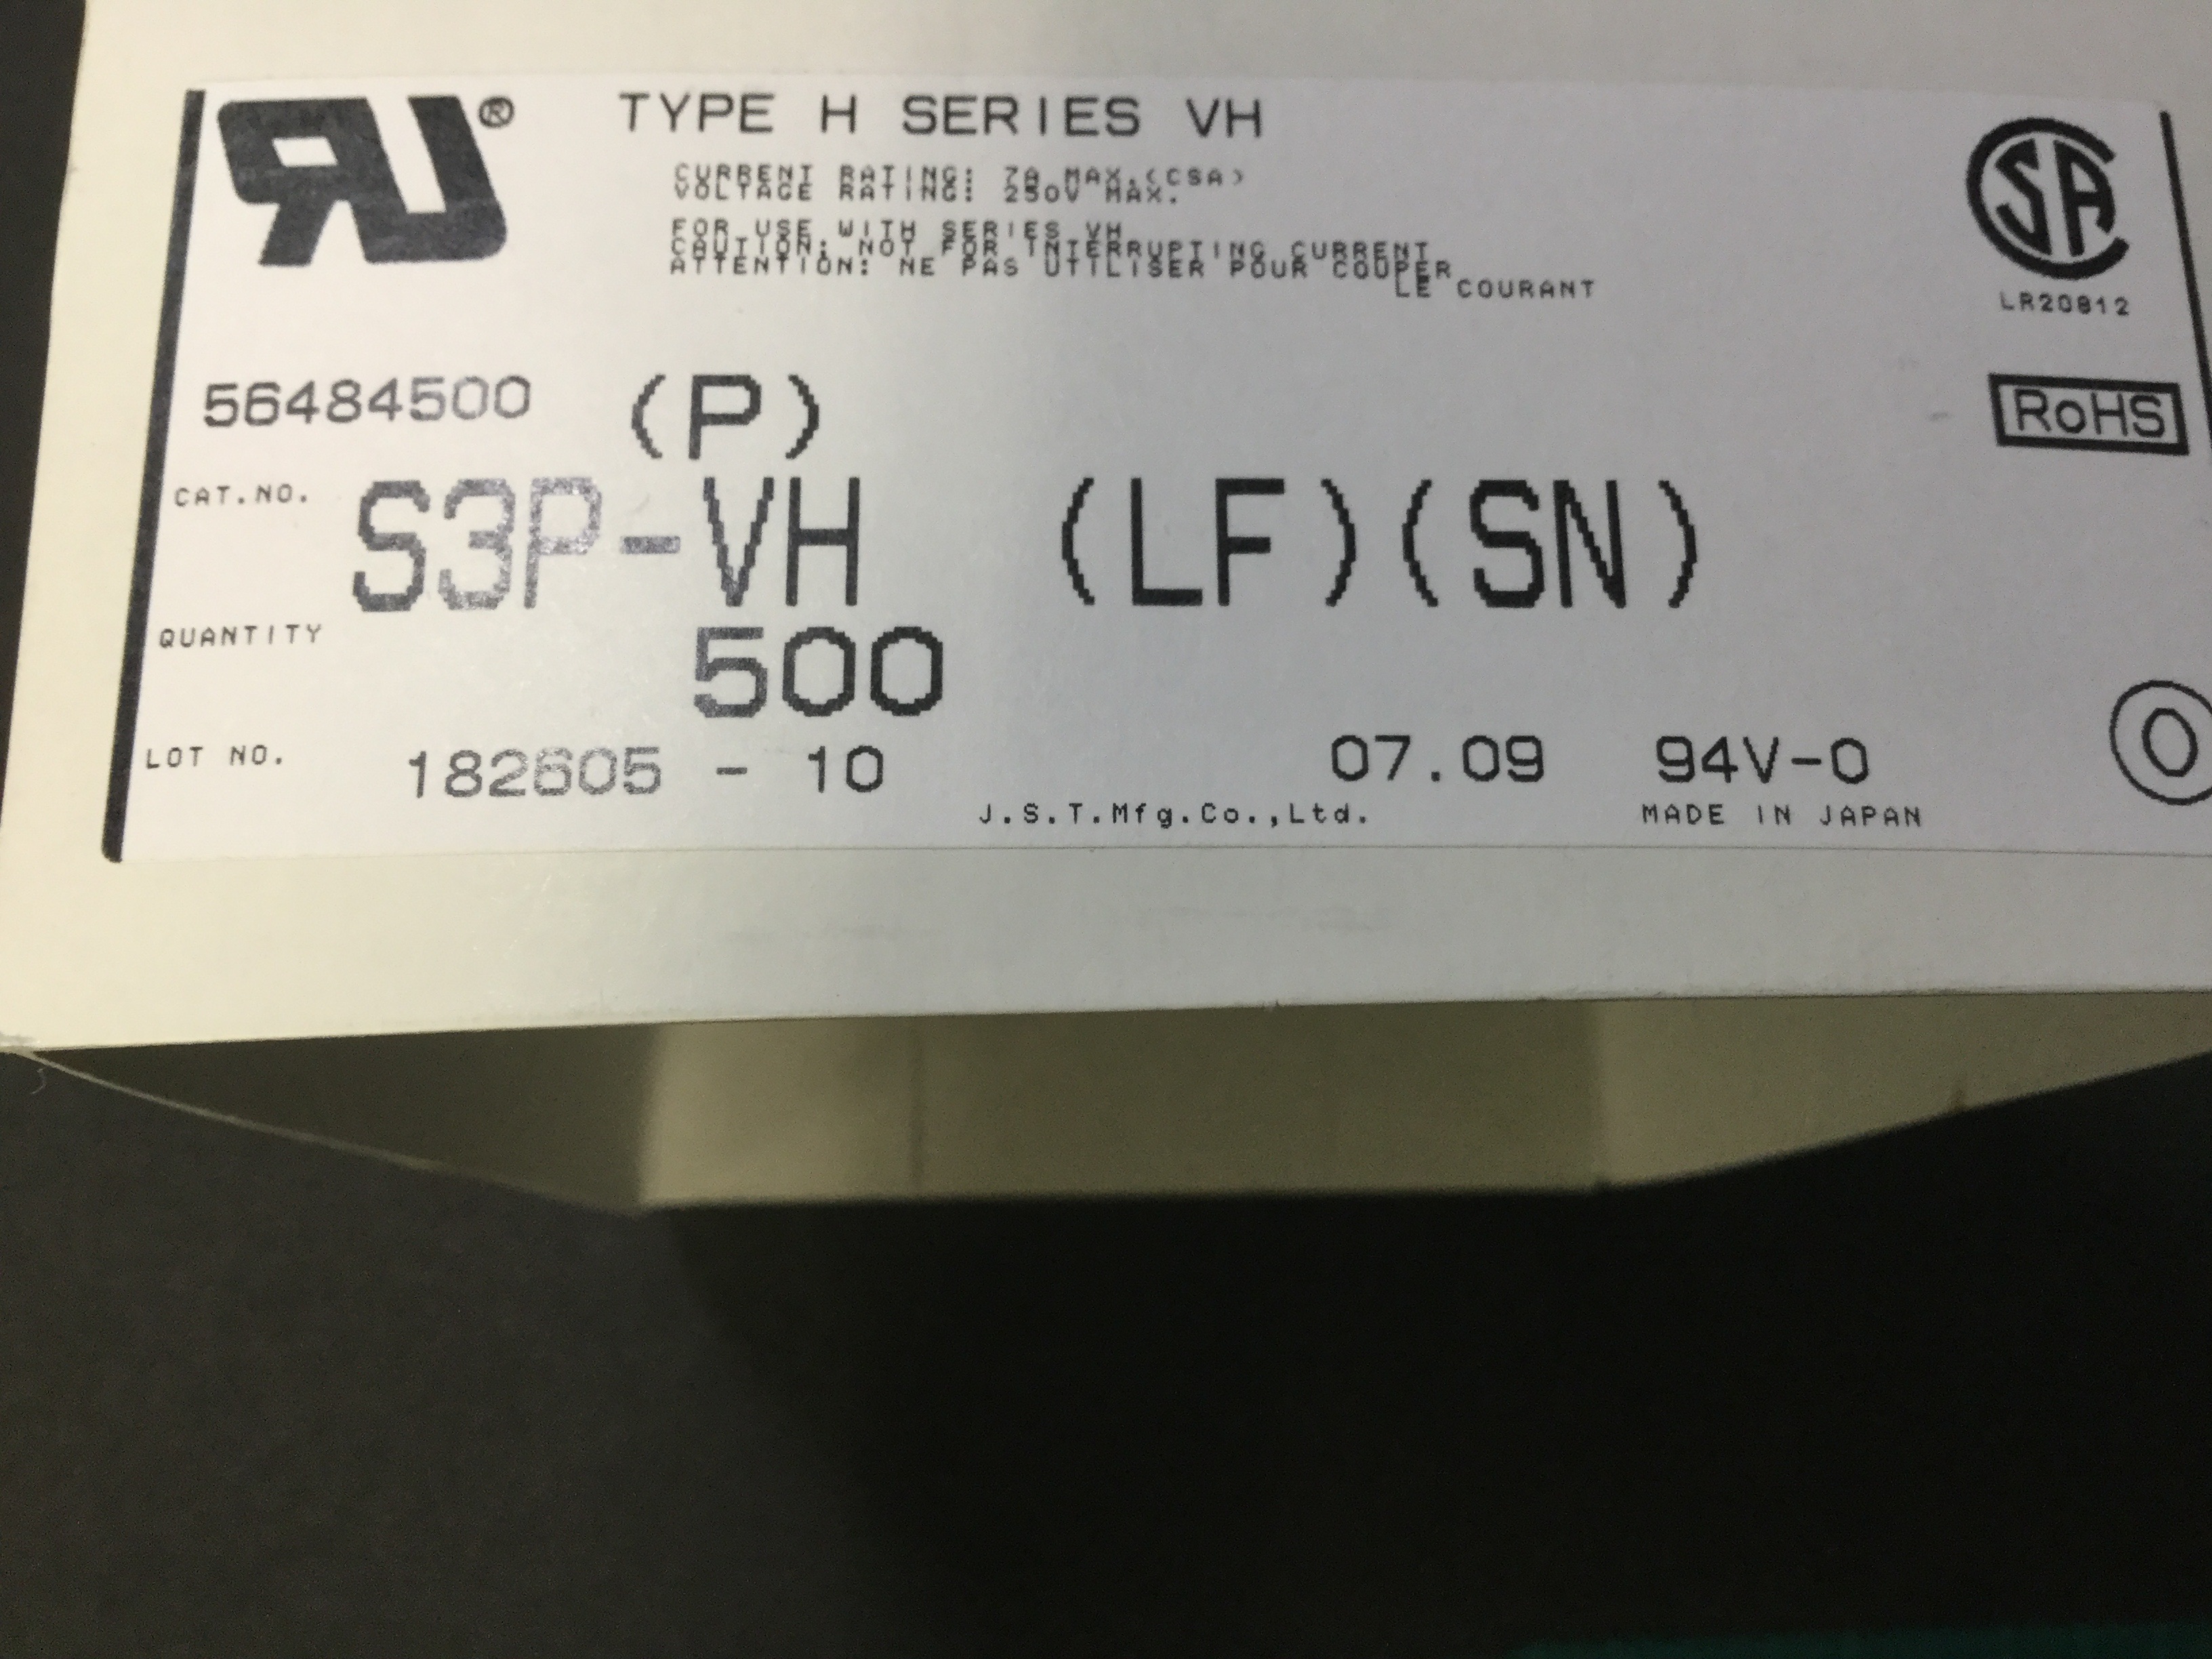 RU® TYPE H SERIES VH
CURRENT RATING: 7A MAX.(CSA)
VOLTAGE RATING: 250V MAX.
FOR USE WITH SERIES VH
CAUTION: NOT FOR INTERRUPTING CURRENT
ATTENTION: NE PAS UTILISER POUR COUPER
LE COURANT
SA
LR20812
56484500 (P)
RoHS
CAT.NO. S3P-VH (LF)(SN)
QUANTITY 500
LOT NO. 182605 - 10 07.09 94V-0
O
J.S.T.Mfg.Co.,Ltd. MADE IN JAPAN